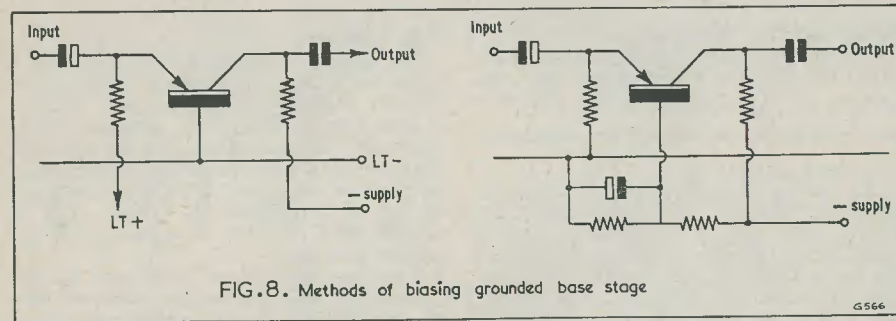 Input
Output
LT-
- supply
LT+
Input
Output
- supply
FIG.8. Methods of biasing grounded base stage
G566